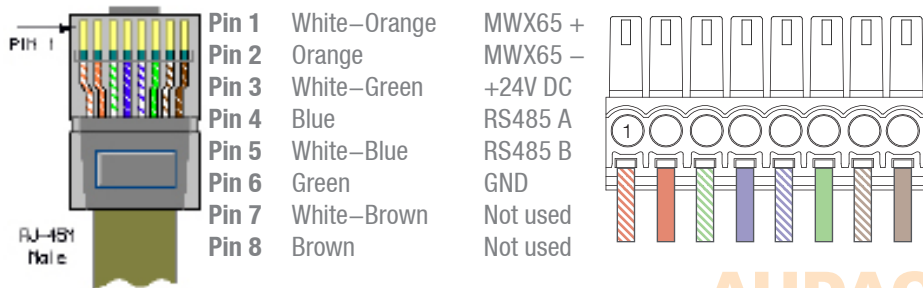 PIN 1
Pin 1 White–Orange MWX65 +
Pin 2 Orange MWX65 –
Pin 3 White–Green +24V DC
Pin 4 Blue RS485 A
Pin 5 White–Blue RS485 B
Pin 6 Green GND
Pin 7 White–Brown Not used
Pin 8 Brown Not used
RJ-45M
Male
1